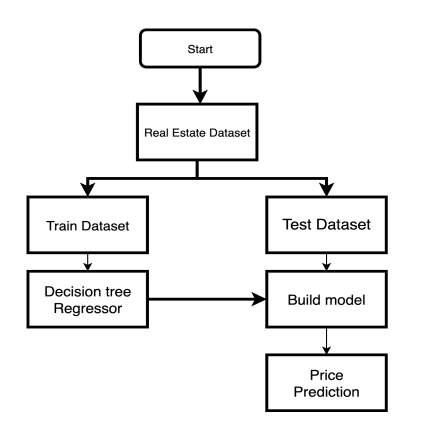 Start
Real Estate Dataset
Train Dataset
Test Dataset
Decision tree
Regressor
Build model
Price
Prediction